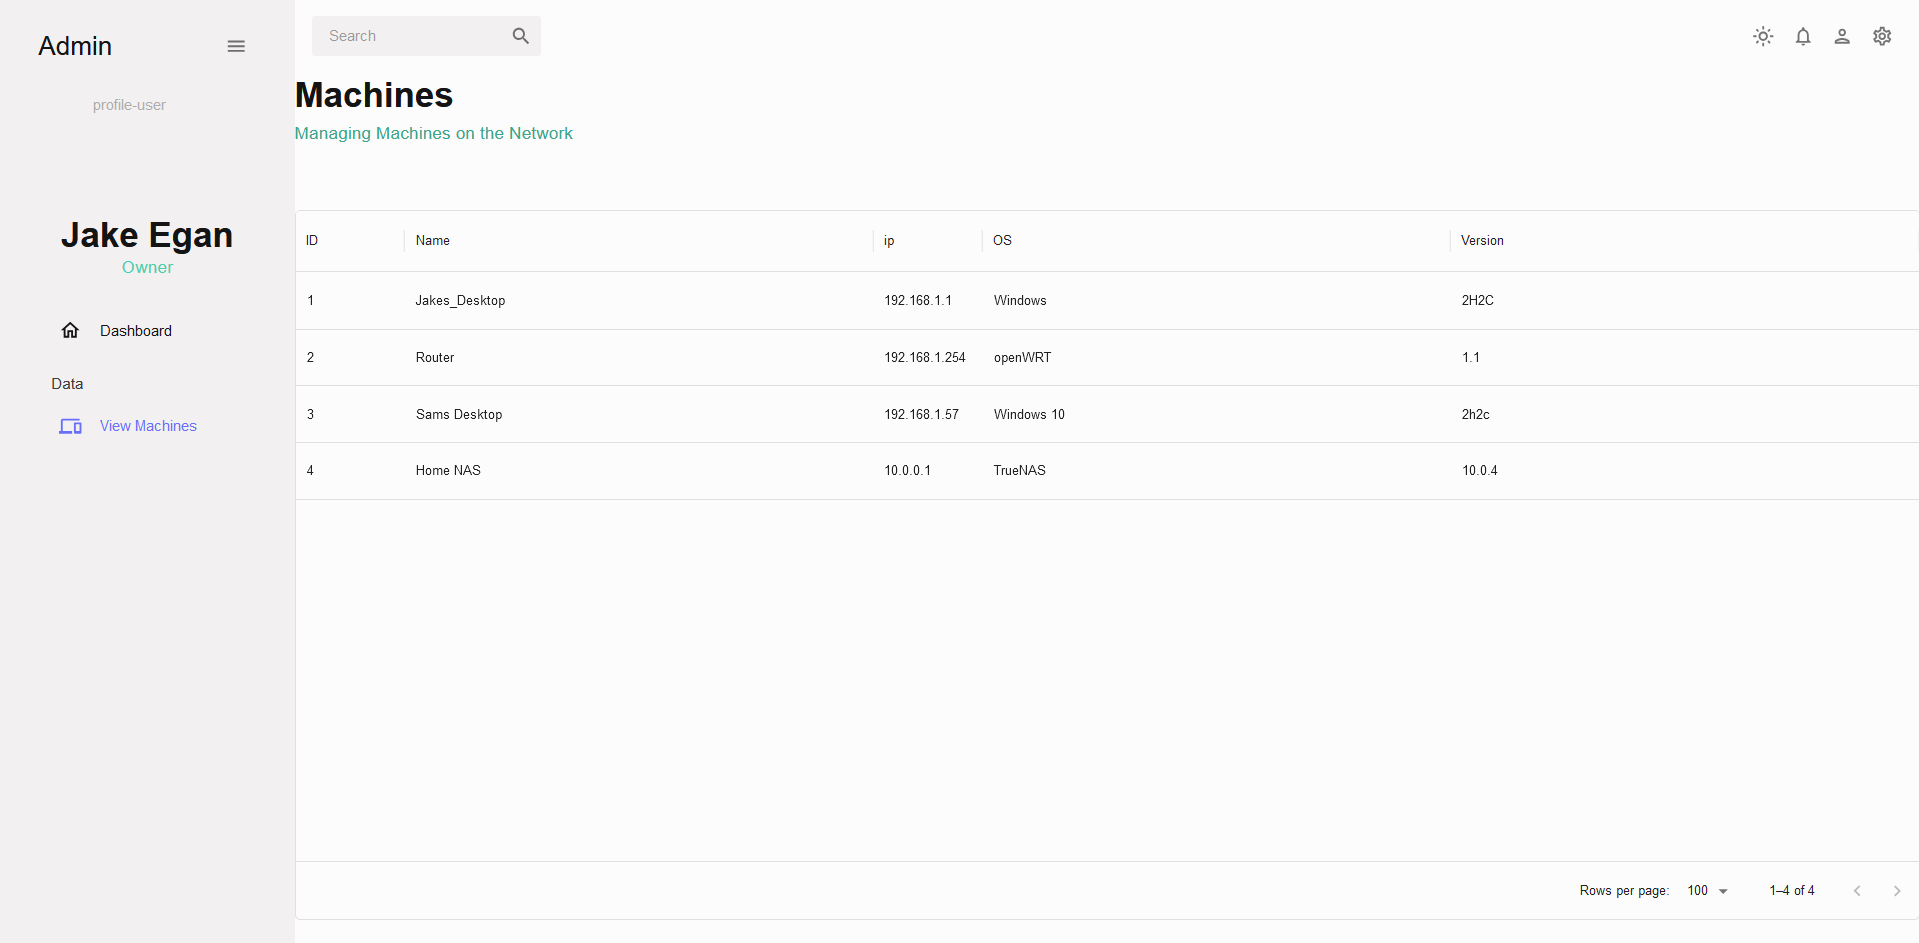 Admin
profile-user
Jake Egan
Owner
Dashboard
Data
View Machines
Search
Machines
Managing Machines on the Network
ID Name ip OS Version
1 Jakes_Desktop 192.168.1.1 Windows 2H2C
2 Router 192.168.1.254 openWRT 1.1
3 Sams Desktop 192.168.1.57 Windows 10 2h2c
4 Home NAS 10.0.0.1 TrueNAS 10.0.4
Rows per page: 100 1–4 of 4